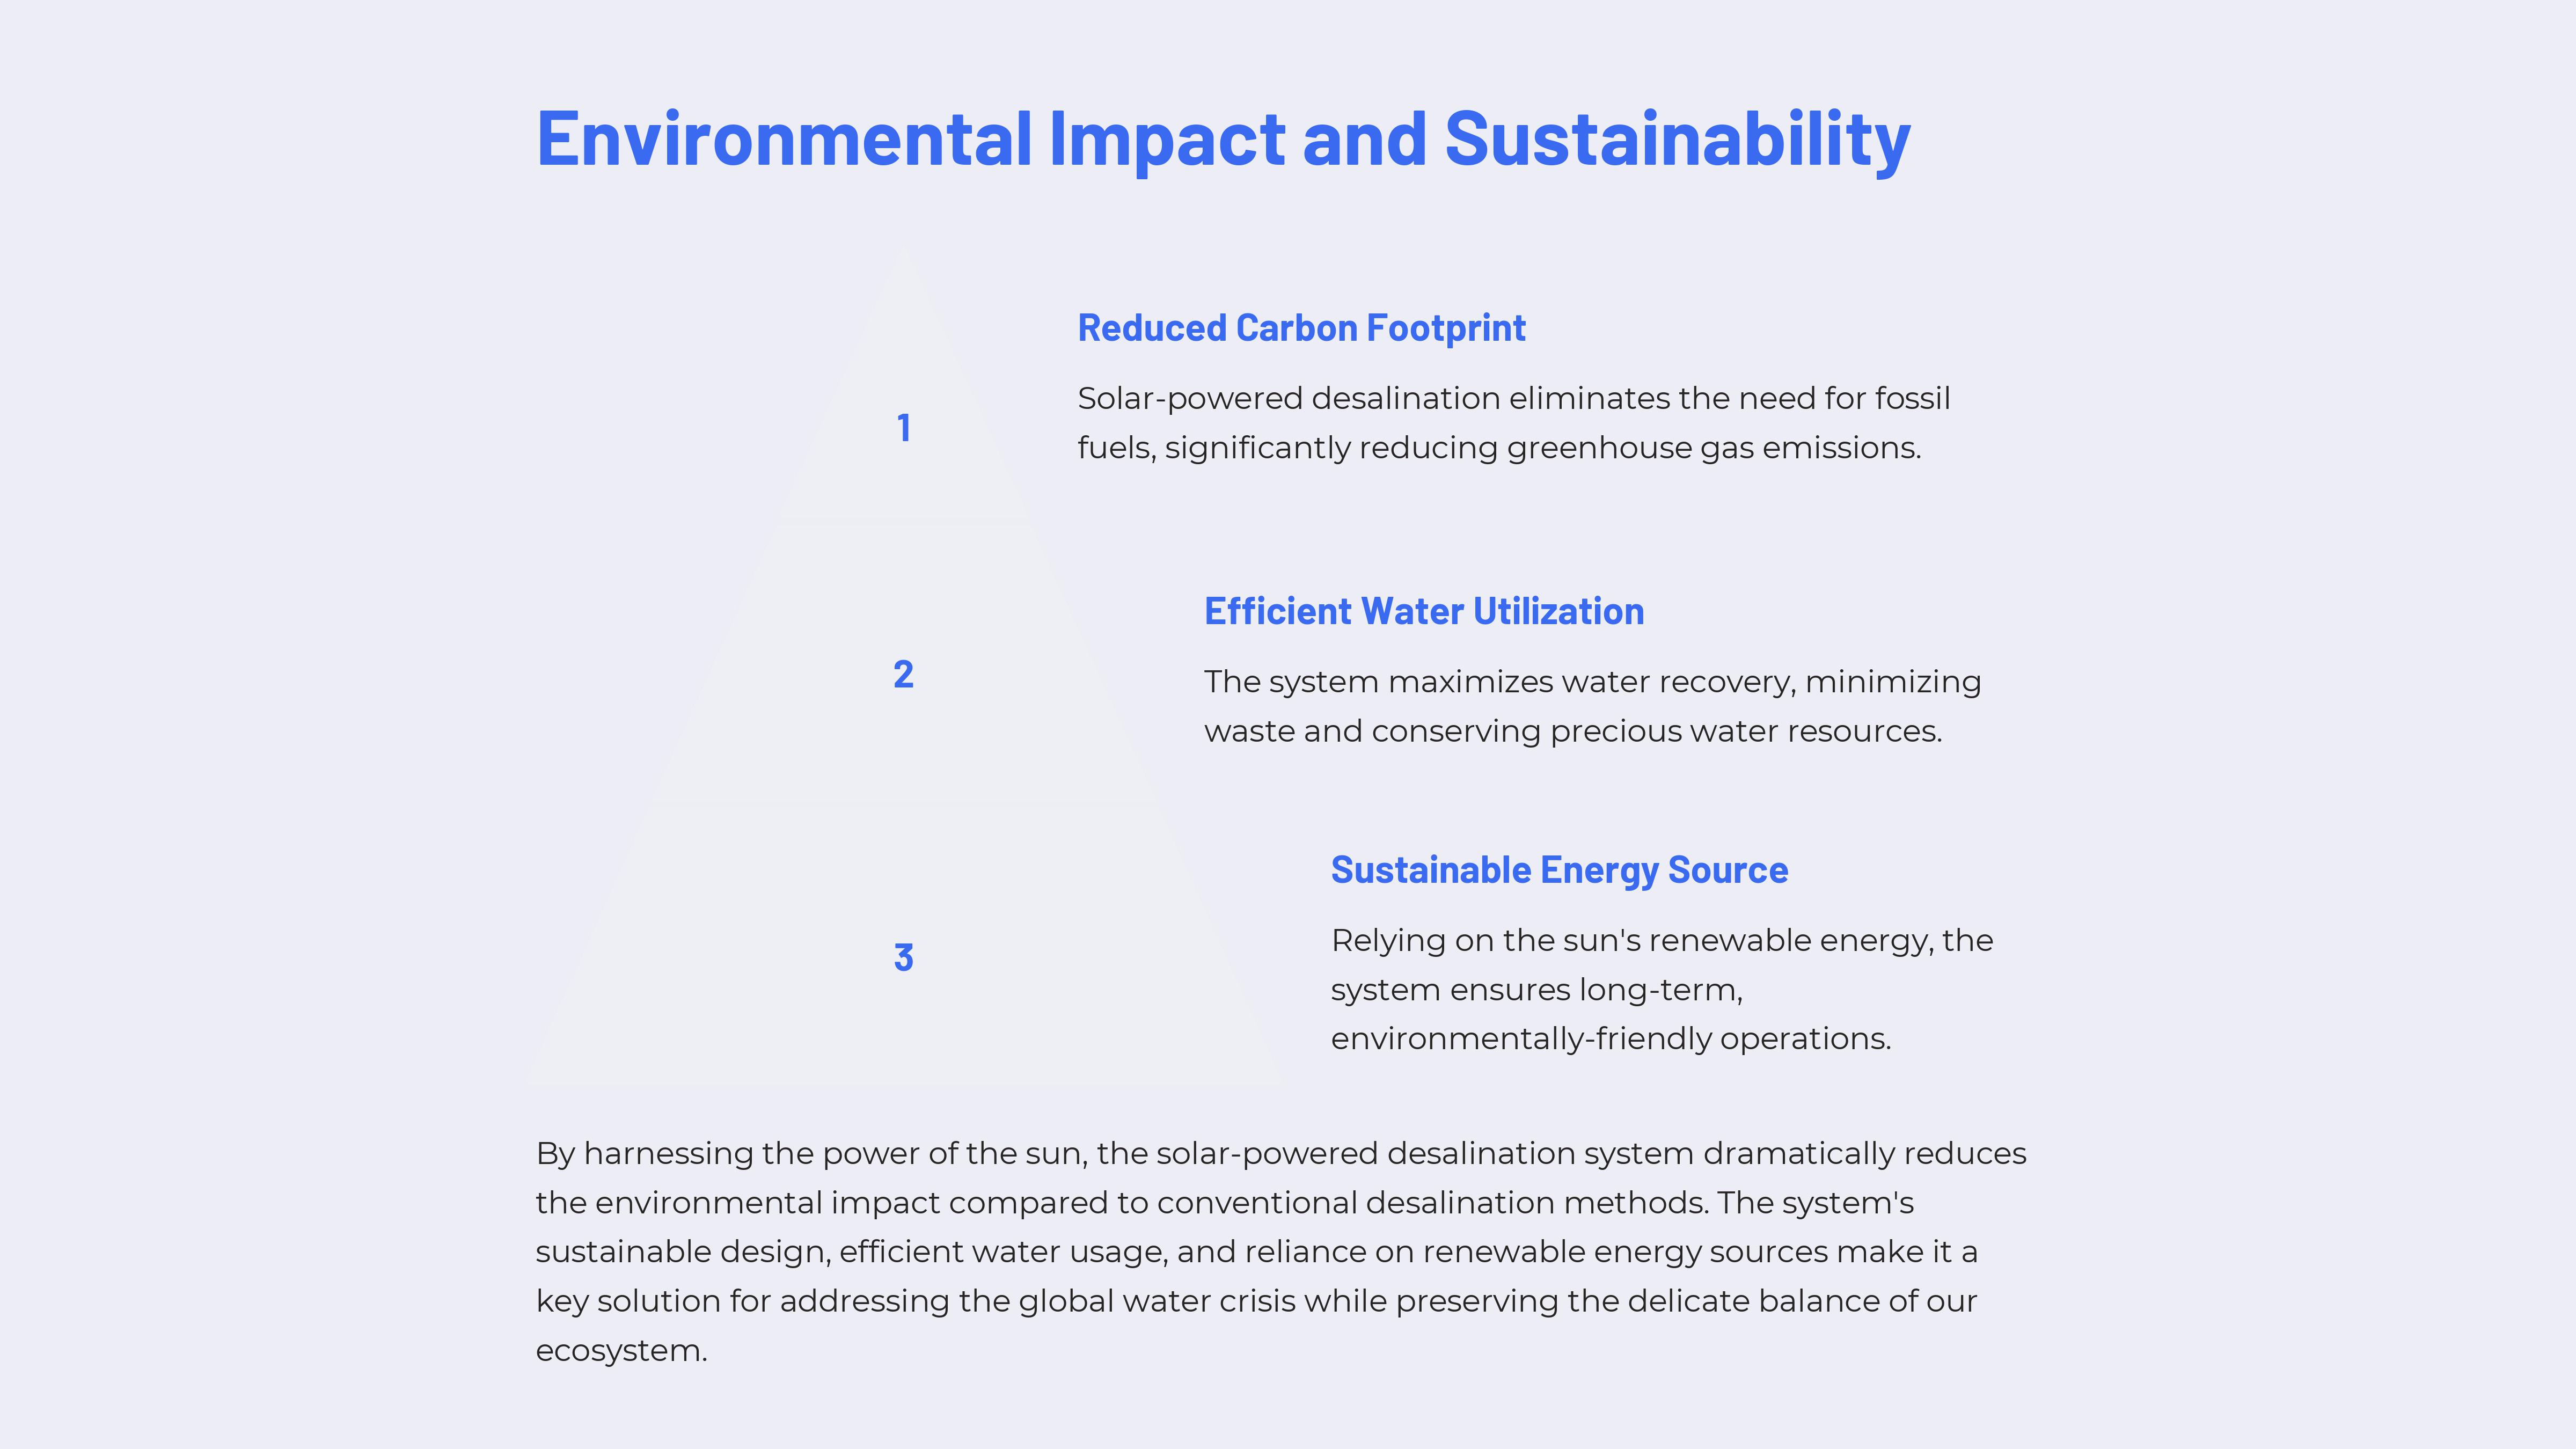 Environmental Impact and Sustainability
1
Reduced Carbon Footprint
Solar-powered desalination eliminates the need for fossil
fuels, significantly reducing greenhouse gas emissions.
2
Efficient Water Utilization
The system maximizes water recovery, minimizing
waste and conserving precious water resources.
3
Sustainable Energy Source
Relying on the sun's renewable energy, the
system ensures long-term,
environmentally-friendly operations.
By harnessing the power of the sun, the solar-powered desalination system dramatically reduces
the environmental impact compared to conventional desalination methods. The system's
sustainable design, efficient water usage, and reliance on renewable energy sources make it a
key solution for addressing the global water crisis while preserving the delicate balance of our
ecosystem.